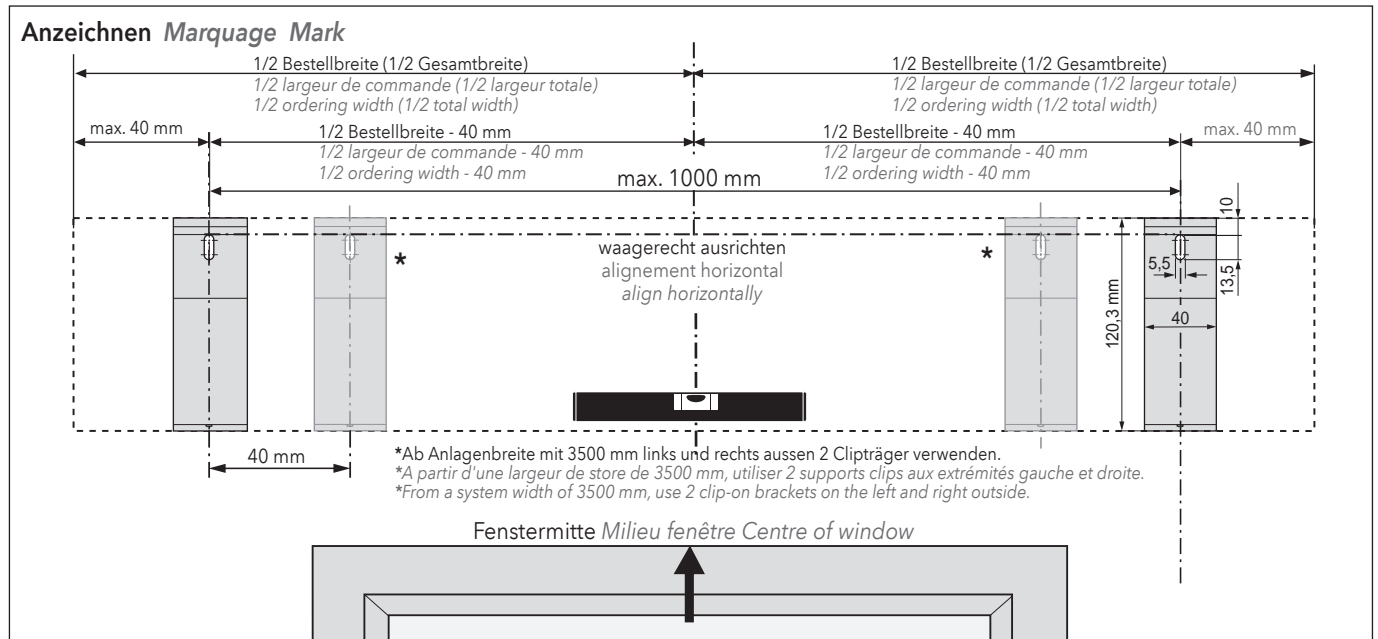 Anzeichnen Marquage Mark
1/2 Bestellbreite (1/2 Gesamtbreite)
1/2 largeur de commande (1/2 largeur totale)
1/2 ordering width (1/2 total width)
1/2 Bestellbreite (1/2 Gesamtbreite)
1/2 largeur de commande (1/2 largeur totale)
1/2 ordering width (1/2 total width)
max. 40 mm
1/2 Bestellbreite - 40 mm
1/2 largeur de commande - 40 mm
1/2 ordering width - 40 mm
1/2 Bestellbreite - 40 mm
1/2 largeur de commande - 40 mm
1/2 ordering width - 40 mm
max. 40 mm
max. 1000 mm
10
*
waagerecht ausrichten
alignement horizontal
align horizontally
*
5,5
13,5
120,3 mm
40
40 mm
*Ab Anlagenbreite mit 3500 mm links und rechts aussen 2 Clipträger verwenden.
*A partir d'une largeur de store de 3500 mm, utiliser 2 supports clips aux extrémités gauche et droite.
*From a system width of 3500 mm, use 2 clip-on brackets on the left and right outside.
Fenstermitte Milieu fenêtre Centre of window